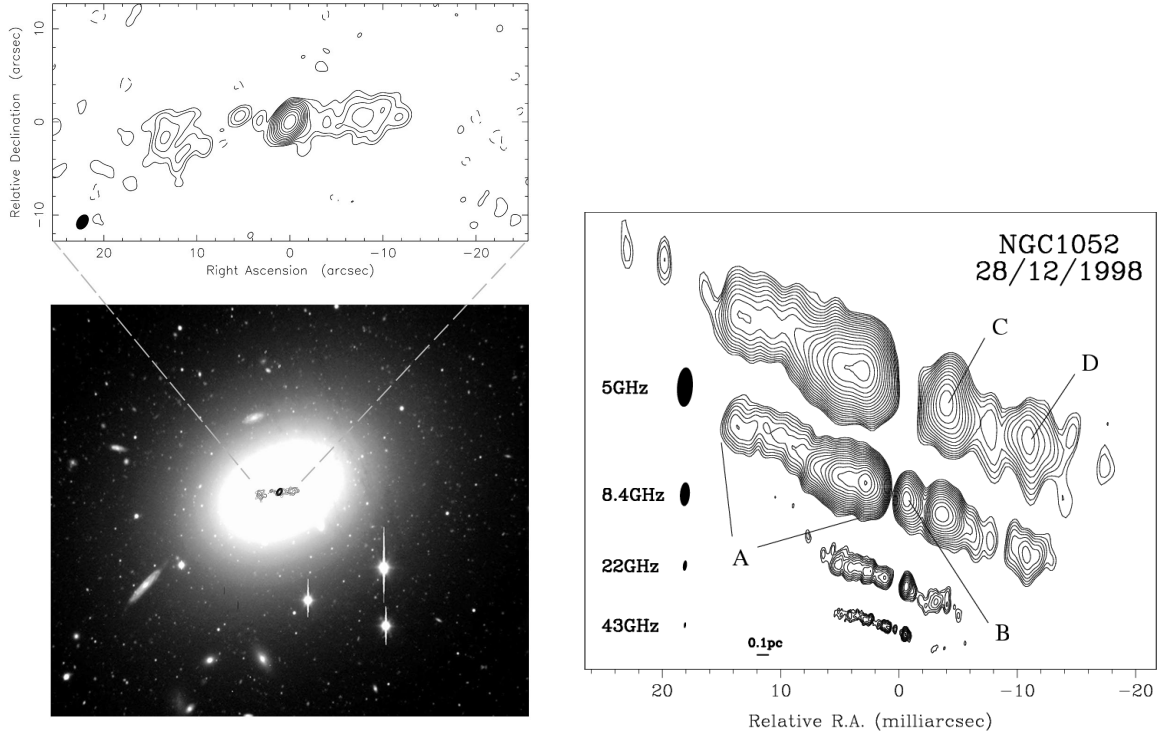 10
0
−10
Relative Declination (arcsec)
20 10 0 −10 −20
Right Ascension (arcsec)
NGC1052
28/12/1998
C
D
5GHz
8.4GHz
A
22GHz
43GHz
B
0.1pc
20 10 0 −10 −20
Relative R.A. (milliarcsec)